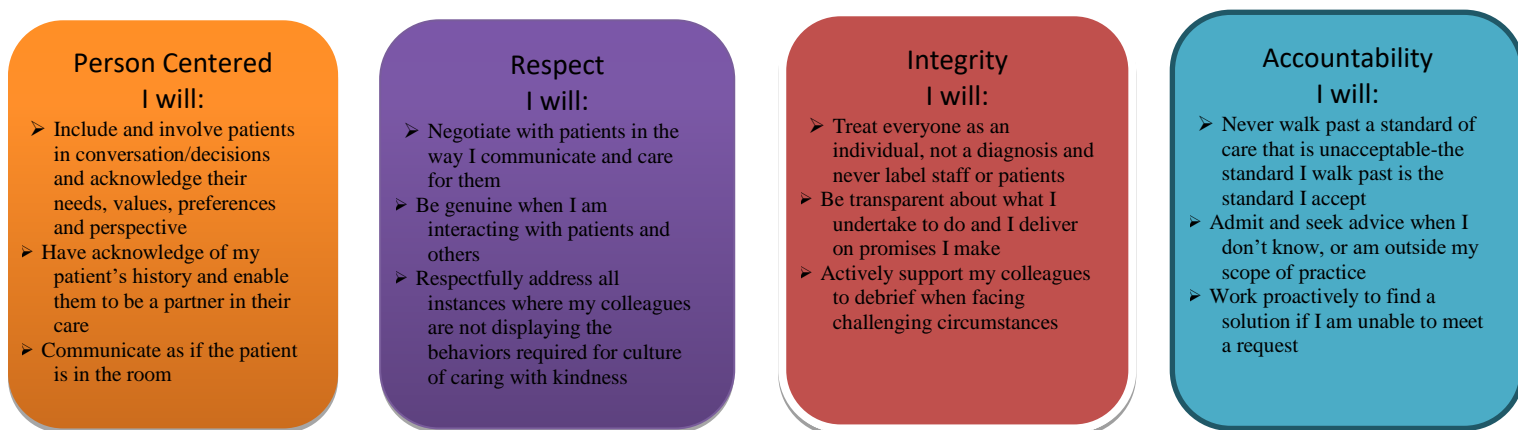 Person Centered
I will:
➢ Include and involve patients
in conversation/decisions
and acknowledge their
needs, values, preferences
and perspective
➢ Have acknowledge of my
patient’s history and enable
them to be a partner in their
care
➢ Communicate as if the patient
is in the room
Respect
I will:
➢ Negotiate with patients in the
way I communicate and care
for them
➢ Be genuine when I am
interacting with patients and
others
➢ Respectfully address all
instances where my colleagues
are not displaying the
behaviors required for culture
of caring with kindness
Integrity
I will:
➢ Treat everyone as an
individual, not a diagnosis and
never label staff or patients
➢ Be transparent about what I
undertake to do and I deliver
on promises I make
➢ Actively support my colleagues
to debrief when facing
challenging circumstances
Accountability
I will:
➢ Never walk past a standard of
care that is unacceptable-the
standard I walk past is the
standard I accept
➢ Admit and seek advice when I
don’t know, or am outside my
scope of practice
➢ Work proactively to find a
solution if I am unable to meet
a request